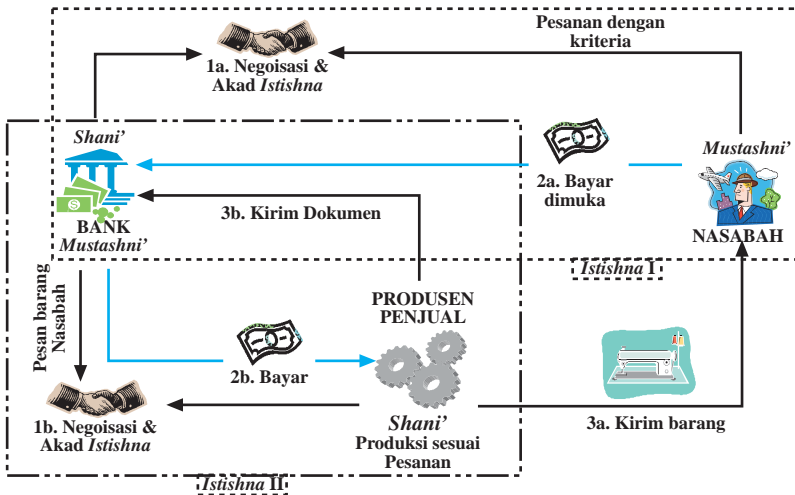 Pesanan dengan
kriteria
1a. Negoisasi &
Akad Istishna
Shani’
Mustashni’
2a. Bayar
dimuka
3b. Kirim Dokumen
BANK
Mustashni’
NASABAH
Istishna I
Pesan barang
Nasabah
PRODUSEN
PENJUAL
2b. Bayar
1b. Negoisasi &
Akad Istishna
Shani’
Produksi sesuai
Pesanan
3a. Kirim barang
Istishna II